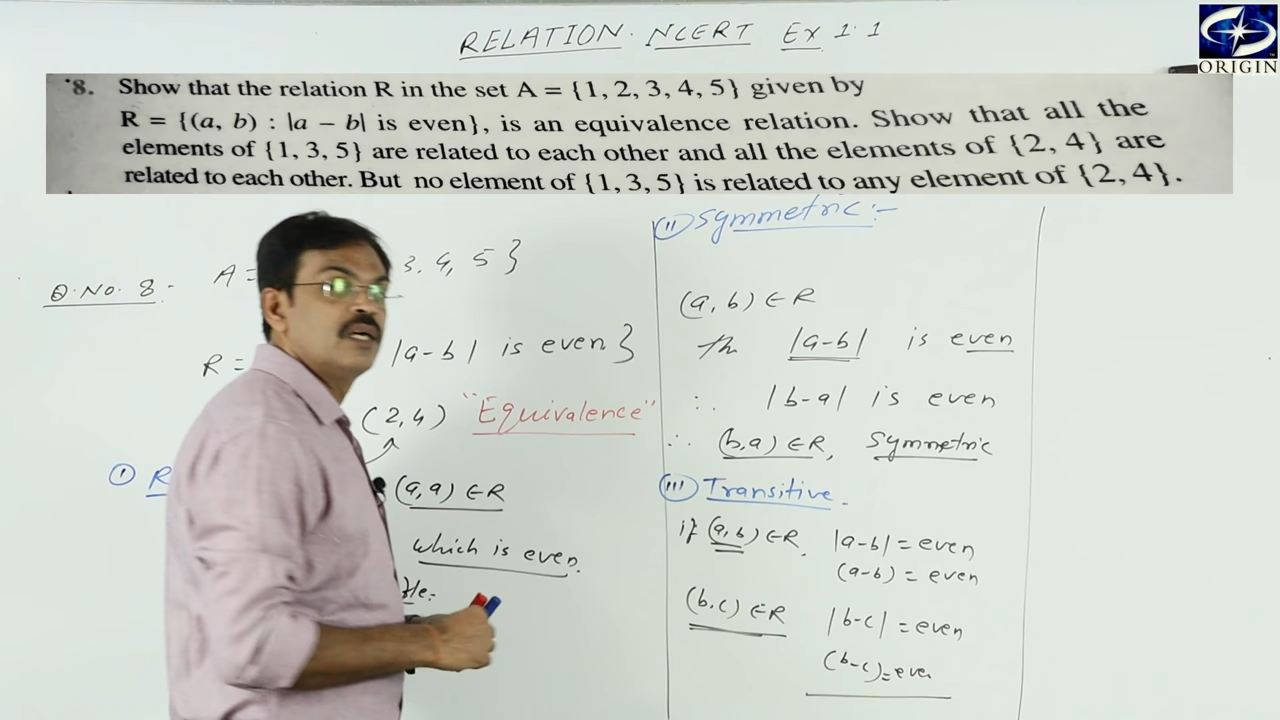 RELATION. NCERT Ex 1.1
ORIGIN
8. Show that the relation R in the set A = {1, 2, 3, 4, 5} given by
R = {(a, b) : |a – b| is even}, is an equivalence relation. Show that all the
elements of {1, 3, 5} are related to each other and all the elements of {2, 4} are
related to each other. But no element of {1, 3, 5} is related to any element of {2, 4}.
Q.No. 8:-
A = 3, 4, 5}
R = |a-b| is even}
(2,4) "Equivalence"
(i) R
(a,a) ∈ R
which is even.
(ii) Symmetric:-
(a,b) ∈ R
th |a-b| is even
∴ |b-a| is even
∴ (b,a) ∈ R, Symmetric
(iii) Transitive.
if (a,b) ∈ R, |a-b| = even
(a-b) = even
(b,c) ∈ R |b-c| = even
(b-c) = even